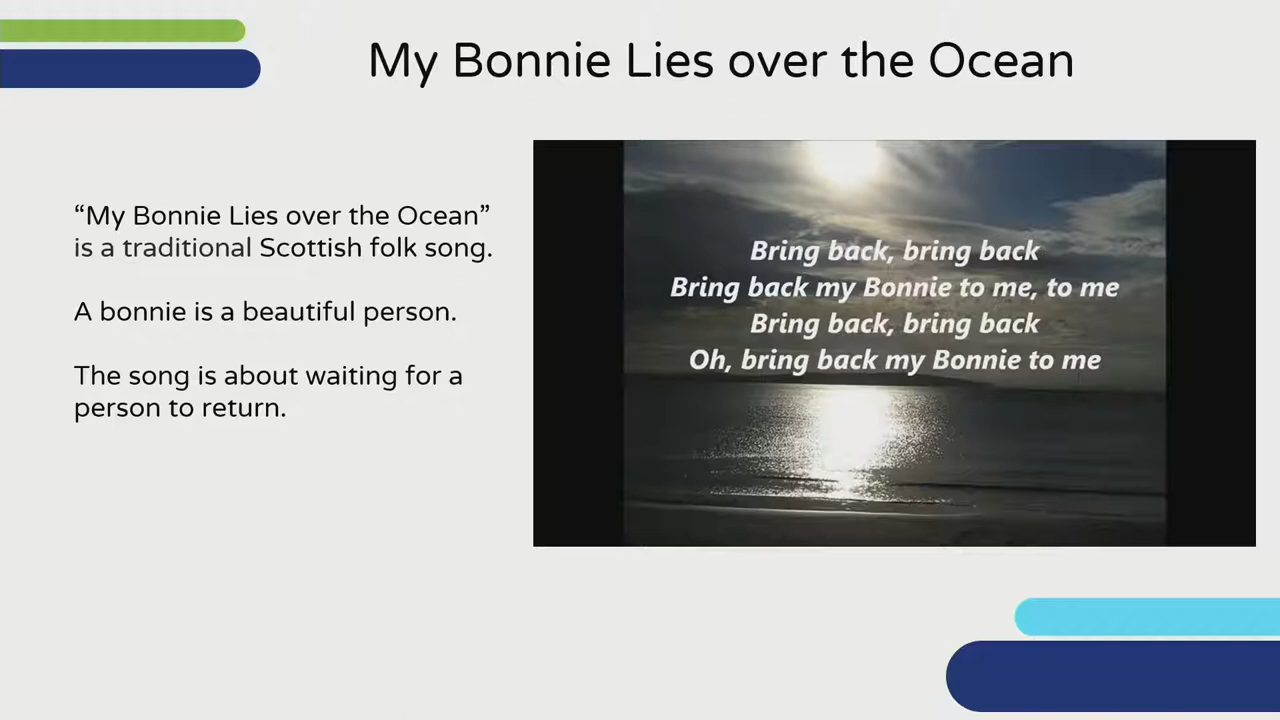 My Bonnie Lies over the Ocean
“My Bonnie Lies over the Ocean”
is a traditional Scottish folk song.
A bonnie is a beautiful person.
The song is about waiting for a
person to return.
Bring back, bring back
Bring back my Bonnie to me, to me
Bring back, bring back
Oh, bring back my Bonnie to me